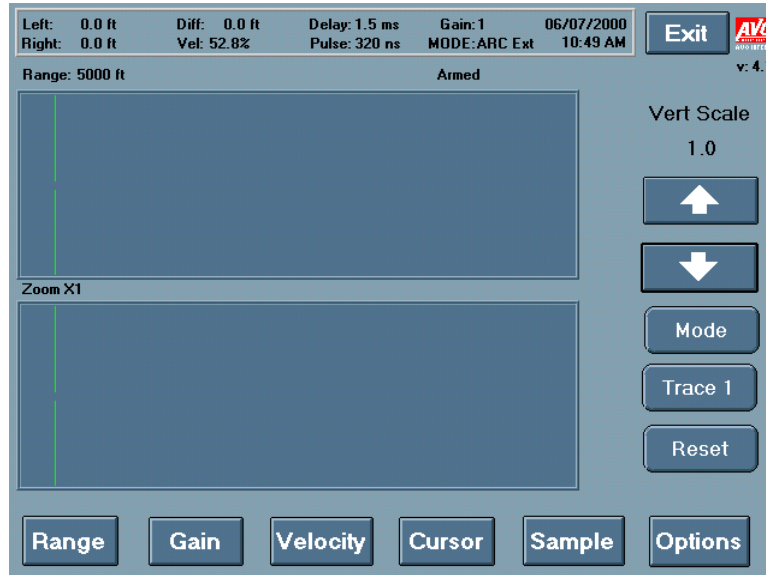 Left: 0.0 ft Diff: 0.0 ft Delay: 1.5 ms Gain: 1 06/07/2000
Right: 0.0 ft Vel: 52.8% Pulse: 320 ns MODE:ARC Ext 10:49 AM
Exit
Range: 5000 ft Armed
v: 4.
Vert Scale
1.0
Zoom X1
Mode
Trace 1
Reset
Range Gain Velocity Cursor Sample Options